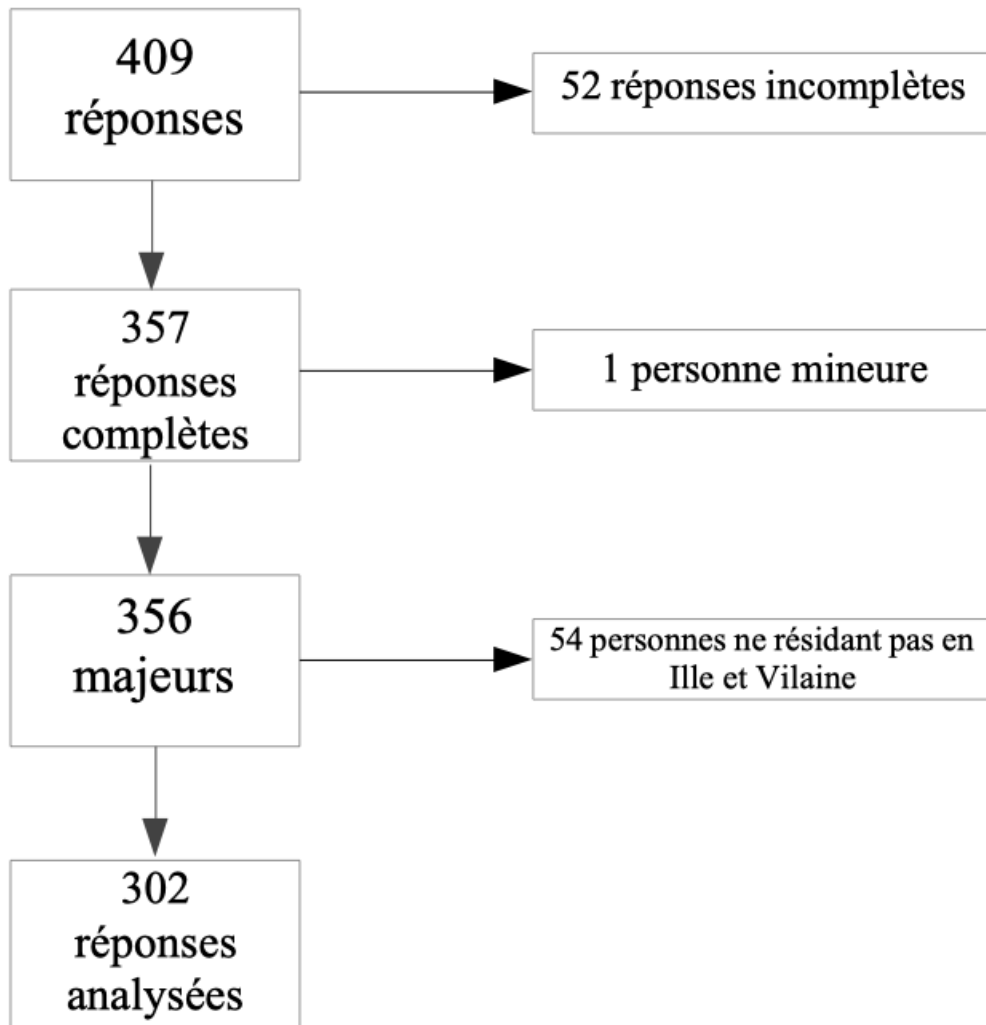 409
réponses
52 réponses incomplètes
357
réponses
complètes
1 personne mineure
356
majeurs
54 personnes ne résidant pas en
Ille et Vilaine
302
réponses
analysées